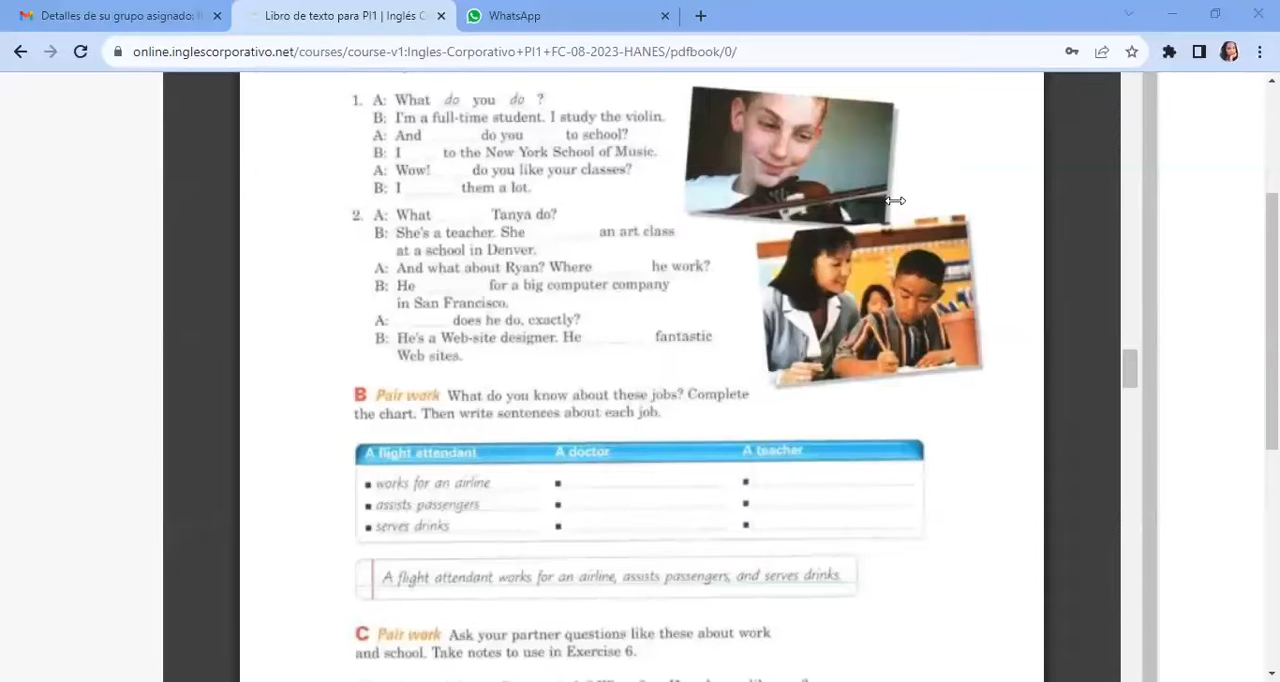 Detalles de su grupo asignado:
Libro de texto para PI1 | Inglés C
WhatsApp
online.inglescorporativo.net/courses/course-v1:Ingles-Corporativo+PI1+FC-08-2023-HANES/pdfbook/0/
1. A: What do you do ?
B: I'm a full-time student. I study the violin.
A: And do you to school?
B: I to the New York School of Music.
A: Wow! do you like your classes?
B: I them a lot.
2. A: What Tanya do?
B: She's a teacher. She an art class
at a school in Denver.
A: And what about Ryan? Where he work?
B: He for a big computer company
in San Francisco.
A: does he do, exactly?
B: He's a Web-site designer. He fantastic
Web sites.
B Pair work What do you know about these jobs? Complete
the chart. Then write sentences about each job.
A flight attendant A doctor A teacher
works for an airline
assists passengers
serves drinks
A flight attendant works for an airline, assists passengers, and serves drinks.
C Pair work Ask your partner questions like these about work
and school. Take notes to use in Exercise 6.